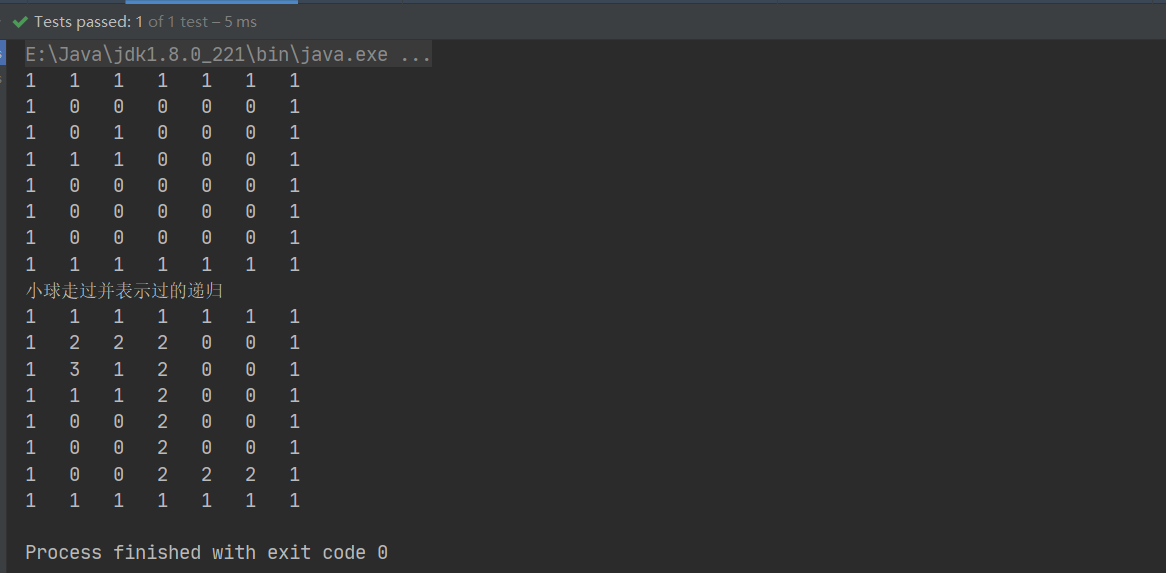 Tests passed: 1 of 1 test – 5 ms
E:\Java\jdk1.8.0_221\bin\java.exe ...
1 1 1 1 1 1 1
1 0 0 0 0 0 1
1 0 1 0 0 0 1
1 1 1 0 0 0 1
1 0 0 0 0 0 1
1 0 0 0 0 0 1
1 0 0 0 0 0 1
1 1 1 1 1 1 1
小球走过并表示过的递归
1 1 1 1 1 1 1
1 2 2 2 0 0 1
1 3 1 2 0 0 1
1 1 1 2 0 0 1
1 0 0 2 0 0 1
1 0 0 2 0 0 1
1 0 0 2 2 2 1
1 1 1 1 1 1 1
Process finished with exit code 0